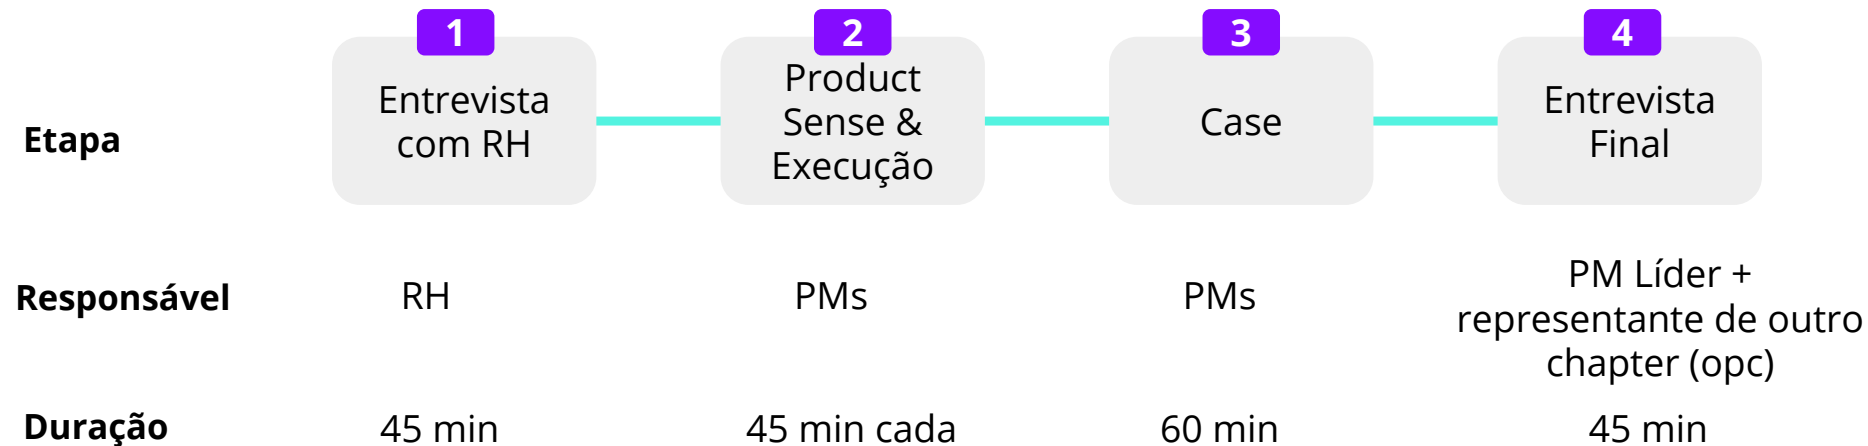 1
2
3
4
Etapa
Entrevista
com RH
Product
Sense &
Execução
Case
Entrevista
Final
Responsável
RH
PMs
PMs
PM Líder +
representante de outro
chapter (opc)
Duração
45 min
45 min cada
60 min
45 min